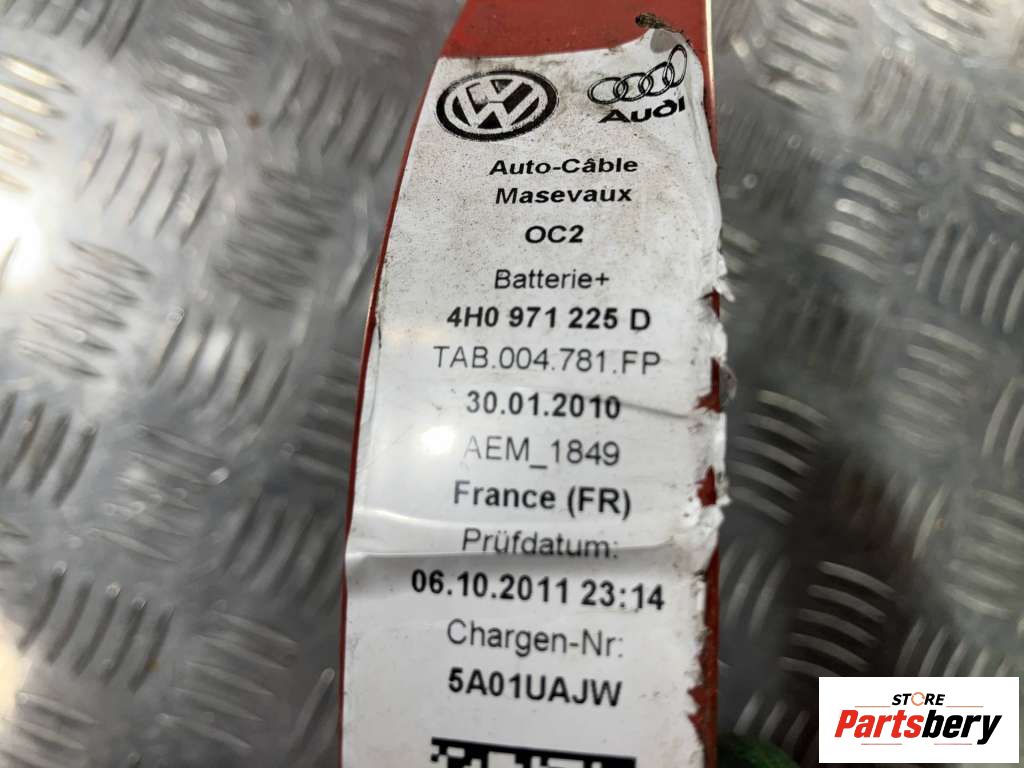 VW
Audi
Auto-Câble
Masevaux
OC2
Batterie+
4H0 971 225 D
TAB.004.781.FP
30.01.2010
AEM_1849
France (FR)
Prüfdatum:
06.10.2011 23:14
Chargen-Nr:
5A01UAJW
STORE
Partsbery